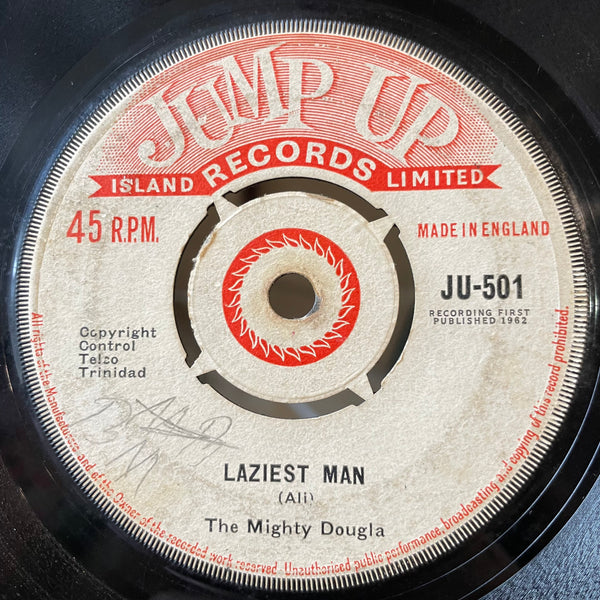 JUMP UP
ISLAND RECORDS LIMITED
45 R.P.M.
MADE IN ENGLAND
JU-501
RECORDING FIRST
PUBLISHED 1962
Copyright
Control
Telco
Trinidad
BM
LAZIEST MAN
(Ali)
The Mighty Dougla
All rights of the Manufacturer and of the Owner of the recorded work reserved. Unauthorised public performance, broadcasting and copying of this record prohibited.